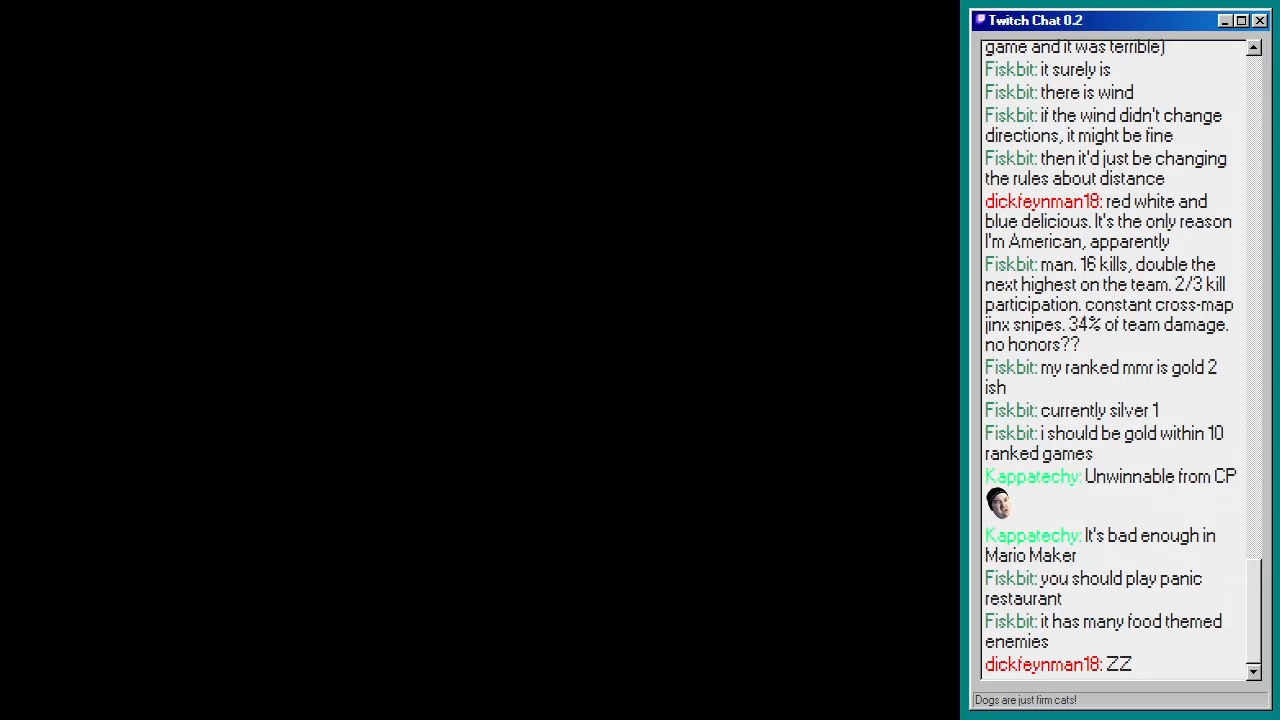 Twitch Chat 0.2
game and it was terrible)
Fiskbit: it surely is
Fiskbit: there is wind
Fiskbit: if the wind didn't change
directions, it might be fine
Fiskbit: then it'd just be changing
the rules about distance
dickfeynman18: red white and
blue delicious. It's the only reason
I'm American, apparently
Fiskbit: man. 16 kills, double the
next highest on the team. 2/3 kill
participation. constant cross-map
jinx snipes. 34% of team damage.
no honors??
Fiskbit: my ranked mmr is gold 2
ish
Fiskbit: currently silver 1
Fiskbit: i should be gold within 10
ranked games
Kappatechy: Unwinnable from CP
Kappatechy: It's bad enough in
Mario Maker
Fiskbit: you should play panic
restaurant
Fiskbit: it has many food themed
enemies
dickfeynman18: ZZ
Dogs are just firm cats!